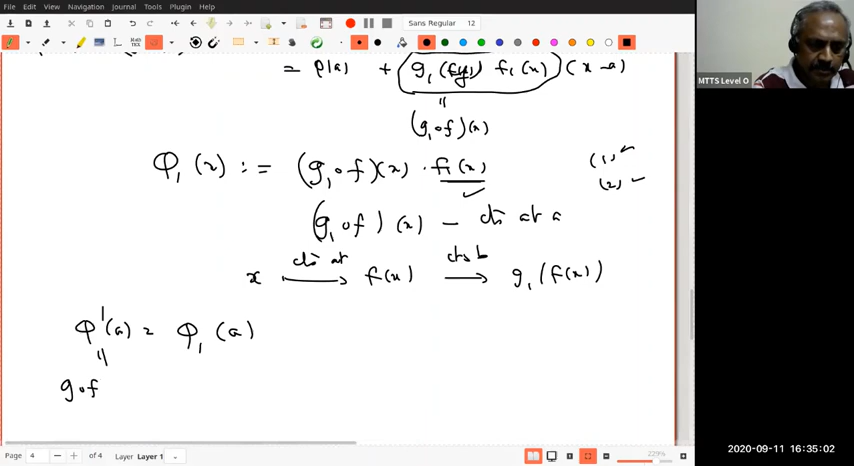 File Edit View Navigation Journal Tools Plugin Help
Sans Regular 12
= φ(a) + g₁(f(x)) f₁(x) (x - a)
||
(g₁∘f)(x)
φ₁(x) := (g₁∘f)(x) · f₁(x)
(1) ✓
(2) ✓
✓
(g₁∘f)(x) — cts at a
x → f(x) → g₁(f(x))
cts at
cts b
φ'(a) = φ₁(a)
||
g∘f
Page 4 of 4 Layer Layer 1
229%
MTTS Level O
2020-09-11 16:35:02